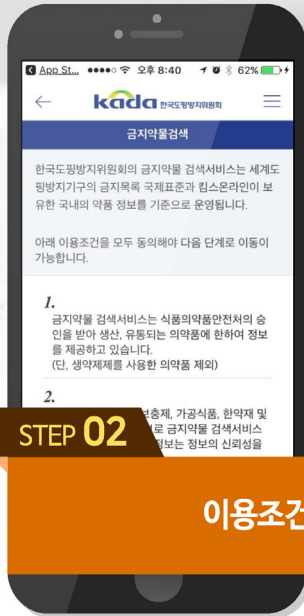 App St... 오후 8:40 62%
kada 한국도핑방지위원회
금지약물검색
한국도핑방지위원회의 금지약물 검색서비스는 세계도
핑방지기구의 금지목록 국제표준과 킴스온라인이 보
유한 국내의 약품 정보를 기준으로 운영됩니다.
아래 이용조건을 모두 동의해야 다음 단계로 이동이
가능합니다.
1.
금지약물 검색서비스는 식품의약품안전처의 승
인을 받아 생산, 유통되는 의약품에 한하여 정보
를 제공하고 있습니다.
(단, 생약제제를 사용한 의약품 제외)
2.
보충제, 가공식품, 한약재 및
로 금지약물 검색서비스
정보는 정보의 신뢰성을
STEP 02
이용조건